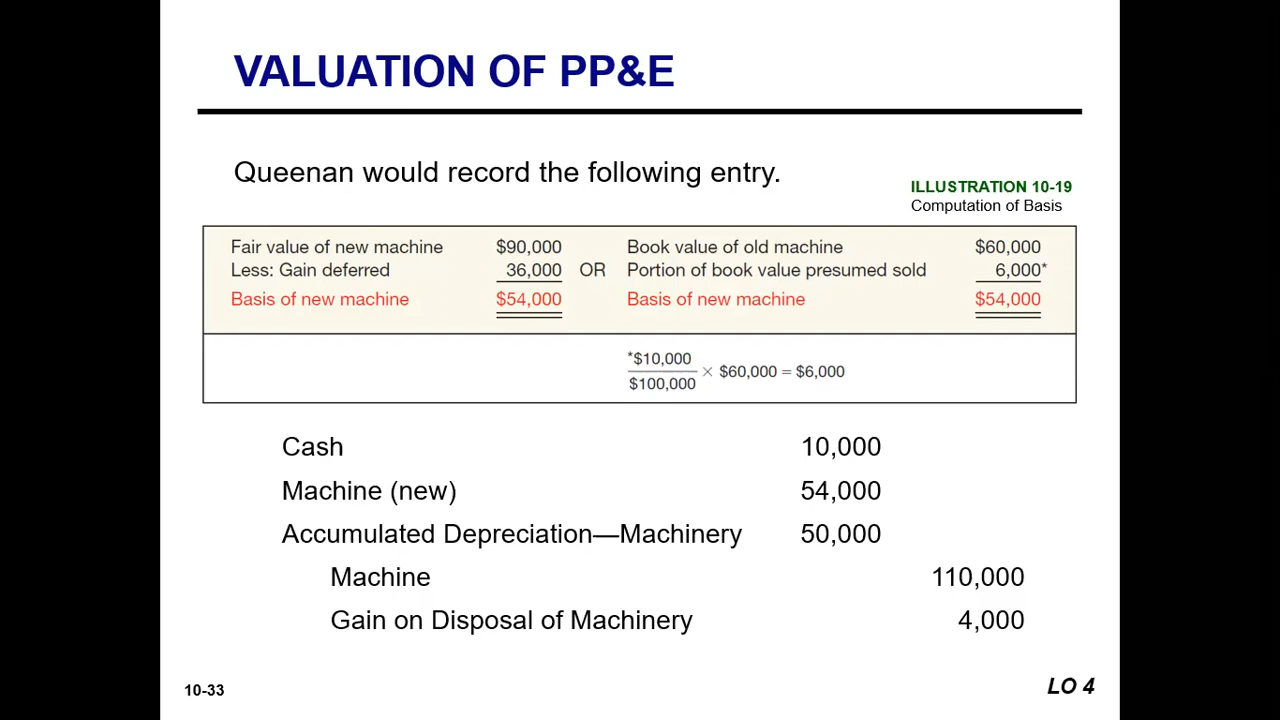 VALUATION OF PP&E
Queenan would record the following entry.
ILLUSTRATION 10-19
Computation of Basis
Fair value of new machine $90,000 Book value of old machine $60,000
Less: Gain deferred 36,000 OR Portion of book value presumed sold 6,000*
Basis of new machine $54,000 Basis of new machine $54,000
*$10,000
$100,000 × $60,000 = $6,000
Cash 10,000
Machine (new) 54,000
Accumulated Depreciation—Machinery 50,000
Machine 110,000
Gain on Disposal of Machinery 4,000
10-33 LO 4